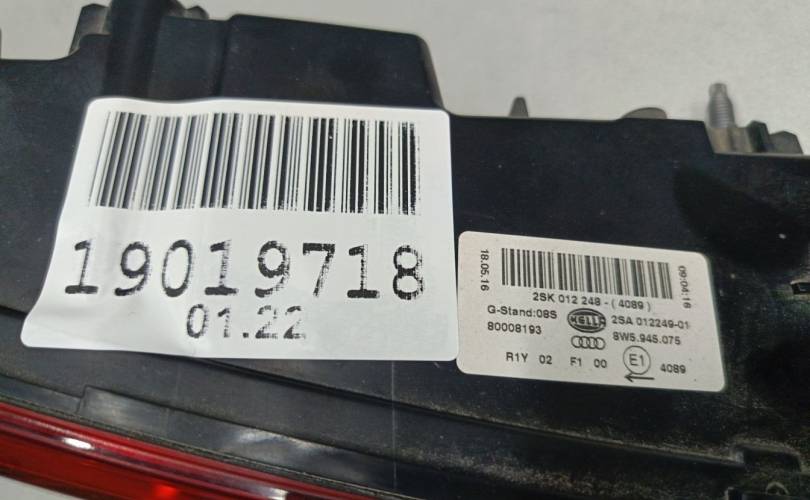 19019718
01.22
18.05.16
09:04:16
2SK 012 248 - ( 4089 )
G-Stand:08S HELLA 2SA 012249-01
80008193 8W5.945.075
R1Y 02 F1 00 E1 4089